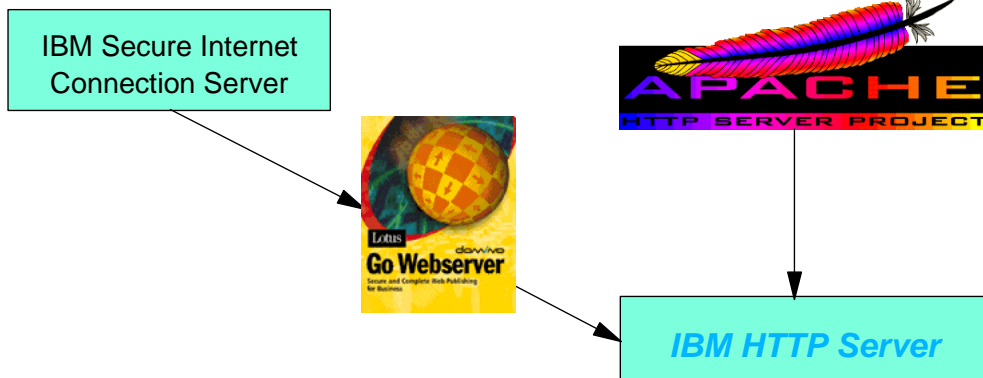 IBM Secure Internet
Connection Server
APACHE
HTTP SERVER PROJECT
Lotus
domino
Go Webserver
Secure and Complete Web Publishing
for Business
IBM HTTP Server